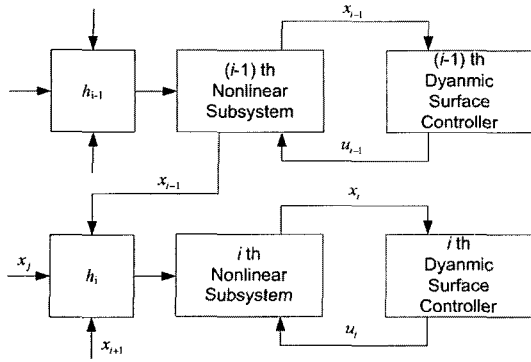 x_{i-1}
h_{i-1}
(i-1) th
Nonlinear
Subsystem
(i-1) th
Dyanmic
Surface
Controller
u_{i-1}
x_{i-1}
x_i
x_j
h_i
i th
Nonlinear
Subsystem
i th
Dyanmic
Surface
Controller
u_i
x_{i+1}